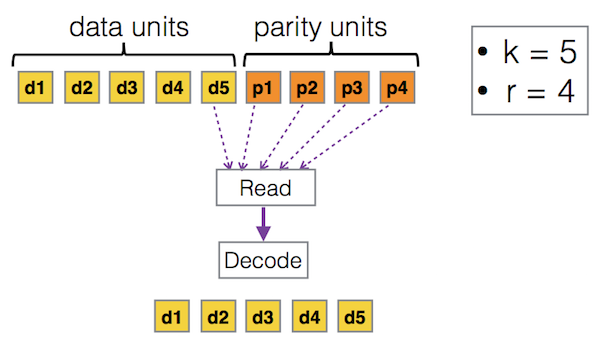 data units parity units
• k = 5
• r = 4
d1 d2 d3 d4 d5 p1 p2 p3 p4
Read
Decode
d1 d2 d3 d4 d5